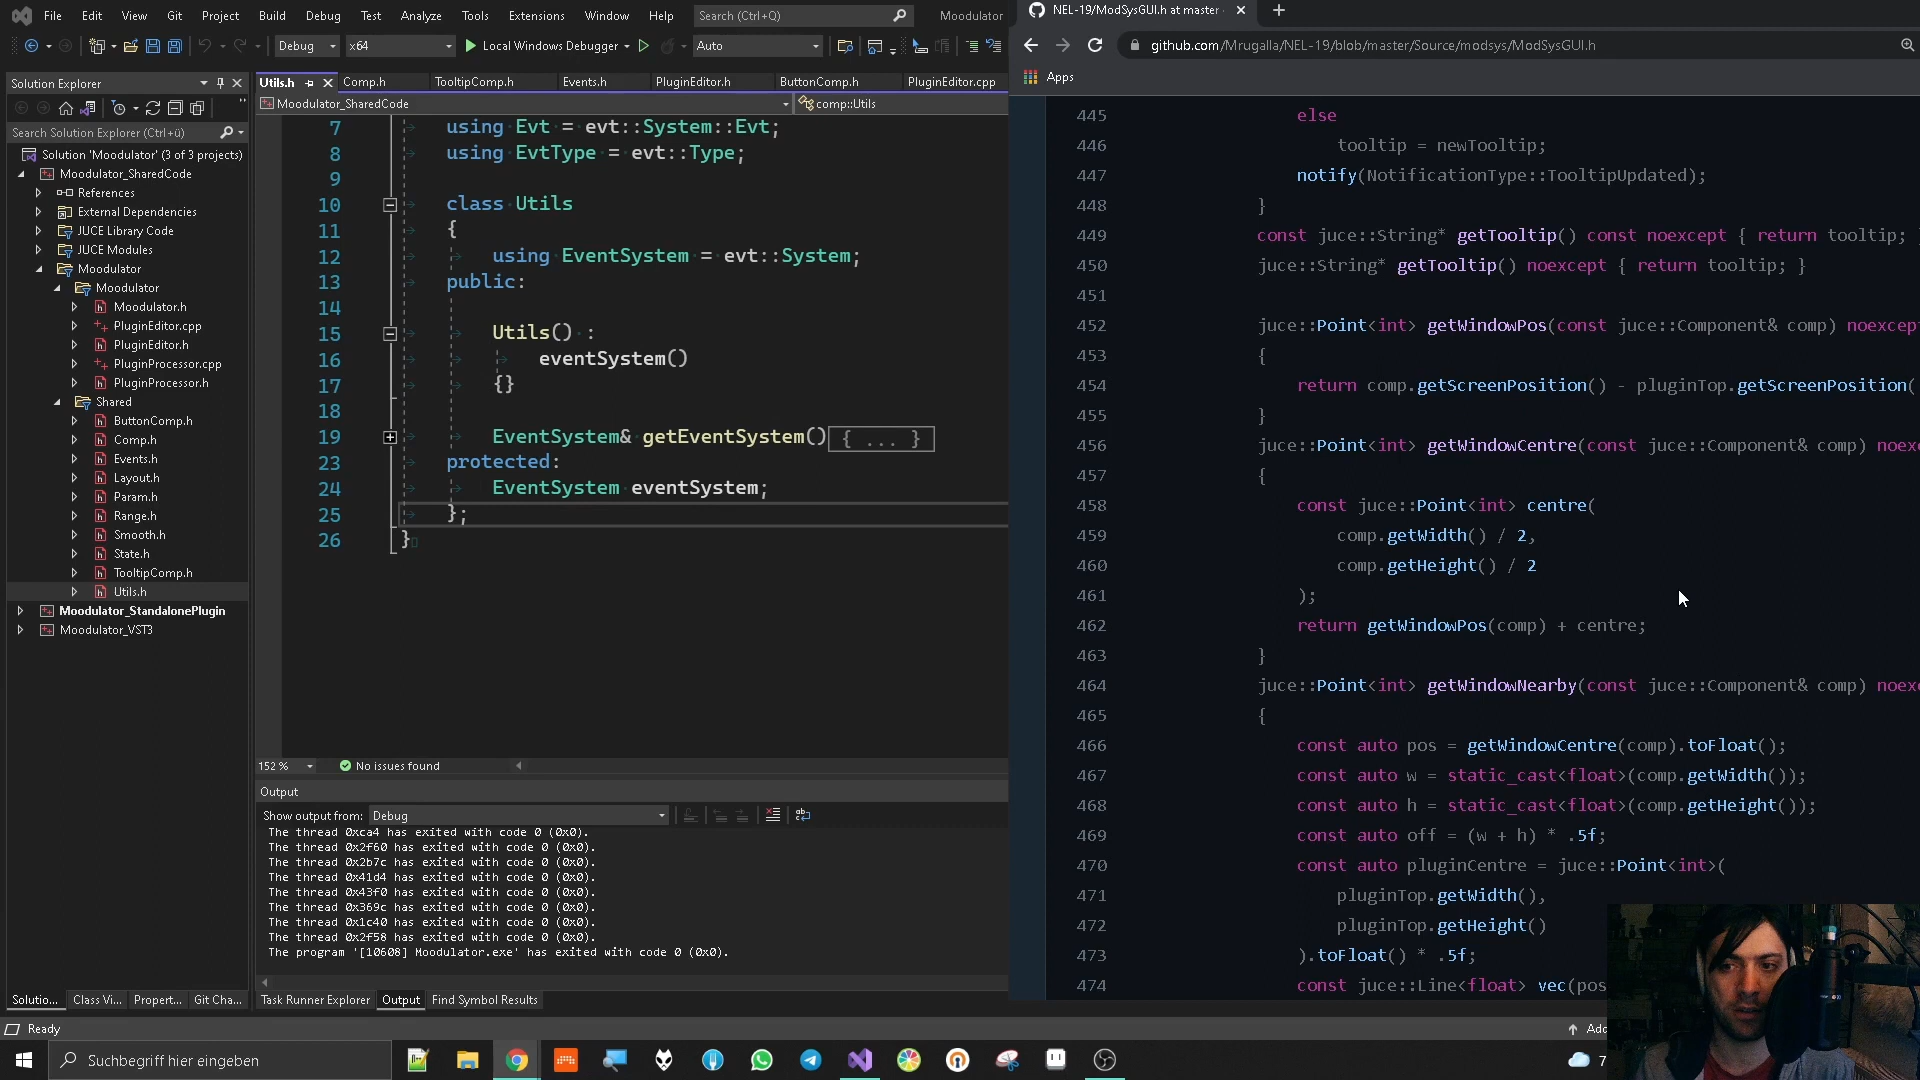 File Edit View Git Project Build Debug Test Analyze Tools Extensions Window Help Search (Ctrl+Q) Moodulator
Debug x64 Local Windows Debugger Auto
Solution Explorer
Search Solution Explorer (Ctrl+ü)
Solution 'Moodulator' (3 of 3 projects)
Moodulator_SharedCode
References
External Dependencies
JUCE Library Code
JUCE Modules
Moodulator
Moodulator
Moodulator.h
PluginEditor.cpp
PluginEditor.h
PluginProcessor.cpp
PluginProcessor.h
Shared
ButtonComp.h
Comp.h
Events.h
Layout.h
Param.h
Range.h
Smooth.h
State.h
TooltipComp.h
Utils.h
Moodulator_StandalonePlugin
Moodulator_VST3
Solutio... Class Vi... Propert... Git Cha...
Utils.h Comp.h TooltipComp.h Events.h PluginEditor.h ButtonComp.h PluginEditor.cpp
Moodulator_SharedCode comp::Utils
7 using Evt = evt::System::Evt;
8 using EvtType = evt::Type;
9
10 class Utils
11 {
12 using EventSystem = evt::System;
13 public:
14
15 Utils() :
16 eventSystem()
17 {}
18
19 EventSystem& getEventSystem() { ... }
23 protected:
24 EventSystem eventSystem;
25 };
26 }
152 % No issues found
Output
Show output from: Debug
The thread 0xca4 has exited with code 0 (0x0).
The thread 0x2f60 has exited with code 0 (0x0).
The thread 0x2b7c has exited with code 0 (0x0).
The thread 0x41d4 has exited with code 0 (0x0).
The thread 0x43f0 has exited with code 0 (0x0).
The thread 0x369c has exited with code 0 (0x0).
The thread 0x1c40 has exited with code 0 (0x0).
The thread 0x2f58 has exited with code 0 (0x0).
The program '[10608] Moodulator.exe' has exited with code 0 (0x0).
Task Runner Explorer Output Find Symbol Results
NEL-19/ModSysGUI.h at master
github.com/Mrugalla/NEL-19/blob/master/Source/modsys/ModSysGUI.h
Apps
445 else
446 tooltip = newTooltip;
447 notify(NotificationType::TooltipUpdated);
448 }
449 const juce::String* getTooltip() const noexcept { return tooltip; }
450 juce::String* getTooltip() noexcept { return tooltip; }
451
452 juce::Point<int> getWindowPos(const juce::Component& comp) noexcept
453 {
454 return comp.getScreenPosition() - pluginTop.getScreenPosition(
455 }
456 juce::Point<int> getWindowCentre(const juce::Component& comp) noex
457 {
458 const juce::Point<int> centre(
459 comp.getWidth() / 2,
460 comp.getHeight() / 2
461 );
462 return getWindowPos(comp) + centre;
463 }
464 juce::Point<int> getWindowNearby(const juce::Component& comp) noex
465 {
466 const auto pos = getWindowCentre(comp).toFloat();
467 const auto w = static_cast<float>(comp.getWidth());
468 const auto h = static_cast<float>(comp.getHeight());
469 const auto off = (w + h) * .5f;
470 const auto pluginCentre = juce::Point<int>(
471 pluginTop.getWidth(),
472 pluginTop.getHeight()
473 ).toFloat() * .5f;
474 const juce::Line<float> vec(pos
Ready Add
Suchbegriff hier eingeben 7